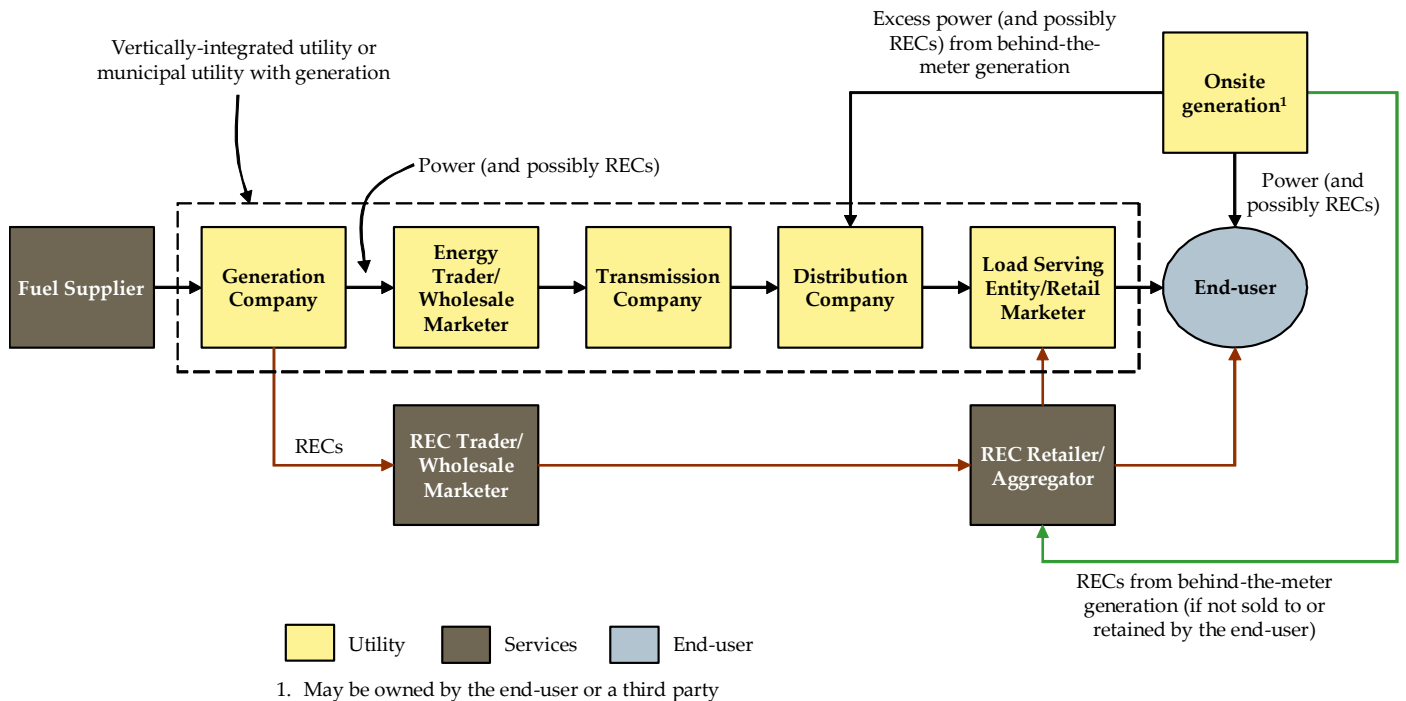 Excess power (and possibly
RECs) from behind-the-
meter generation
Vertically-integrated utility or
municipal utility with generation
Onsite
generation¹
Power (and possibly RECs)
Power (and
possibly RECs)
Fuel Supplier
Generation
Company
Energy
Trader/
Wholesale
Marketer
Transmission
Company
Distribution
Company
Load Serving
Entity/Retail
Marketer
End-user
RECs
REC Trader/
Wholesale
Marketer
REC Retailer/
Aggregator
RECs from behind-the-meter
generation (if not sold to or
retained by the end-user)
Utility
Services
End-user
1. May be owned by the end-user or a third party